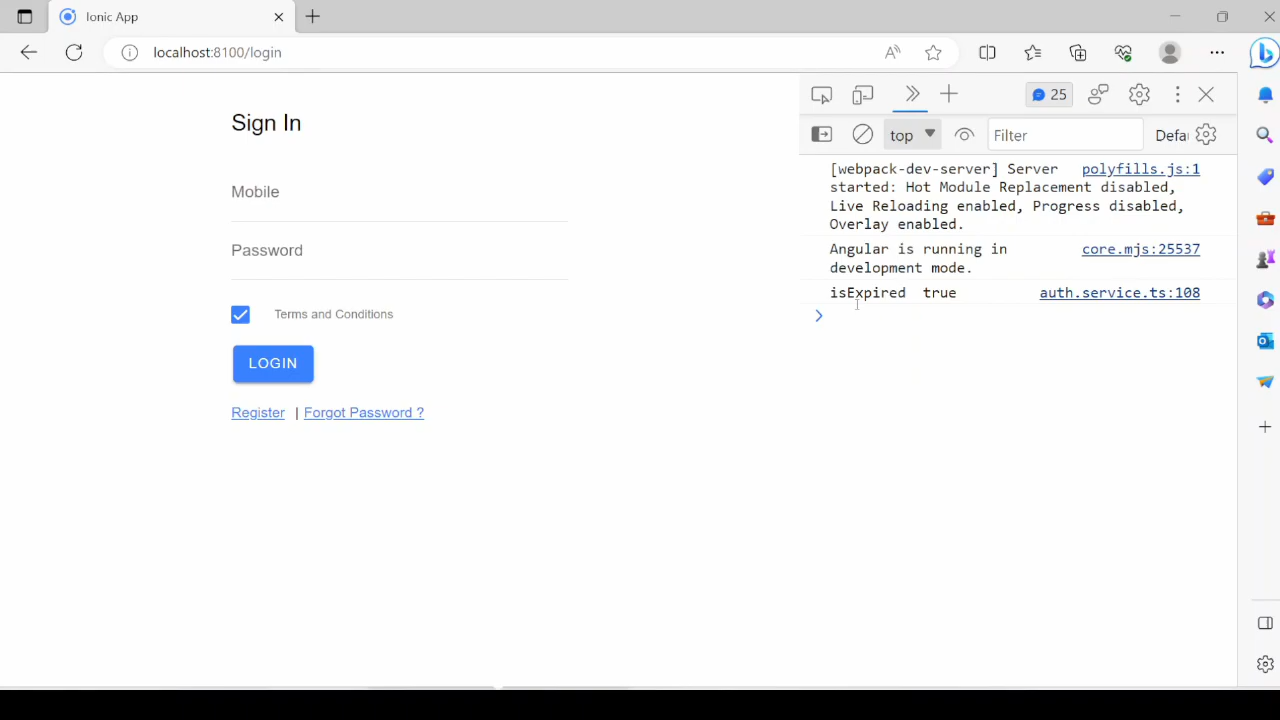 Ionic App
localhost:8100/login
25
top
Filter
Defa
Sign In
Mobile
Password
Terms and Conditions
LOGIN
Register | Forgot Password ?
[webpack-dev-server] Server polyfills.js:1
started: Hot Module Replacement disabled,
Live Reloading enabled, Progress disabled,
Overlay enabled.
Angular is running in core.mjs:25537
development mode.
isExpired true auth.service.ts:108